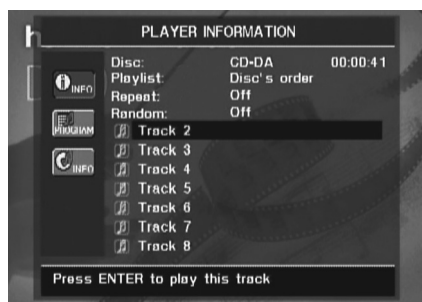 h
PLAYER INFORMATION
Disc: CD-DA 00:00:41
Playlist: Disc's order
Repeat: Off
Random: Off
INFO
PROGRAM
INFO
Track 2
Track 3
Track 4
Track 5
Track 6
Track 7
Track 8
Press ENTER to play this track